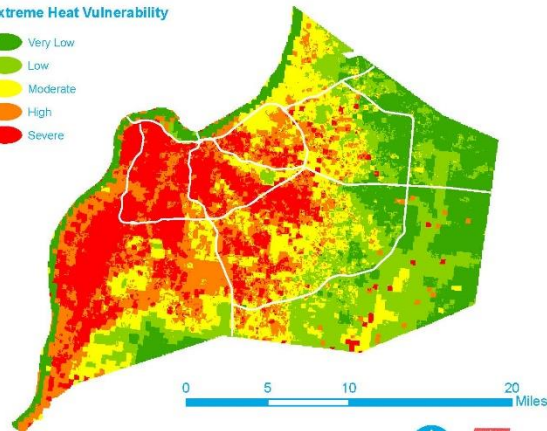 xtreme Heat Vulnerability
Very Low
Low
Moderate
High
Severe
0 5 10 20
Miles